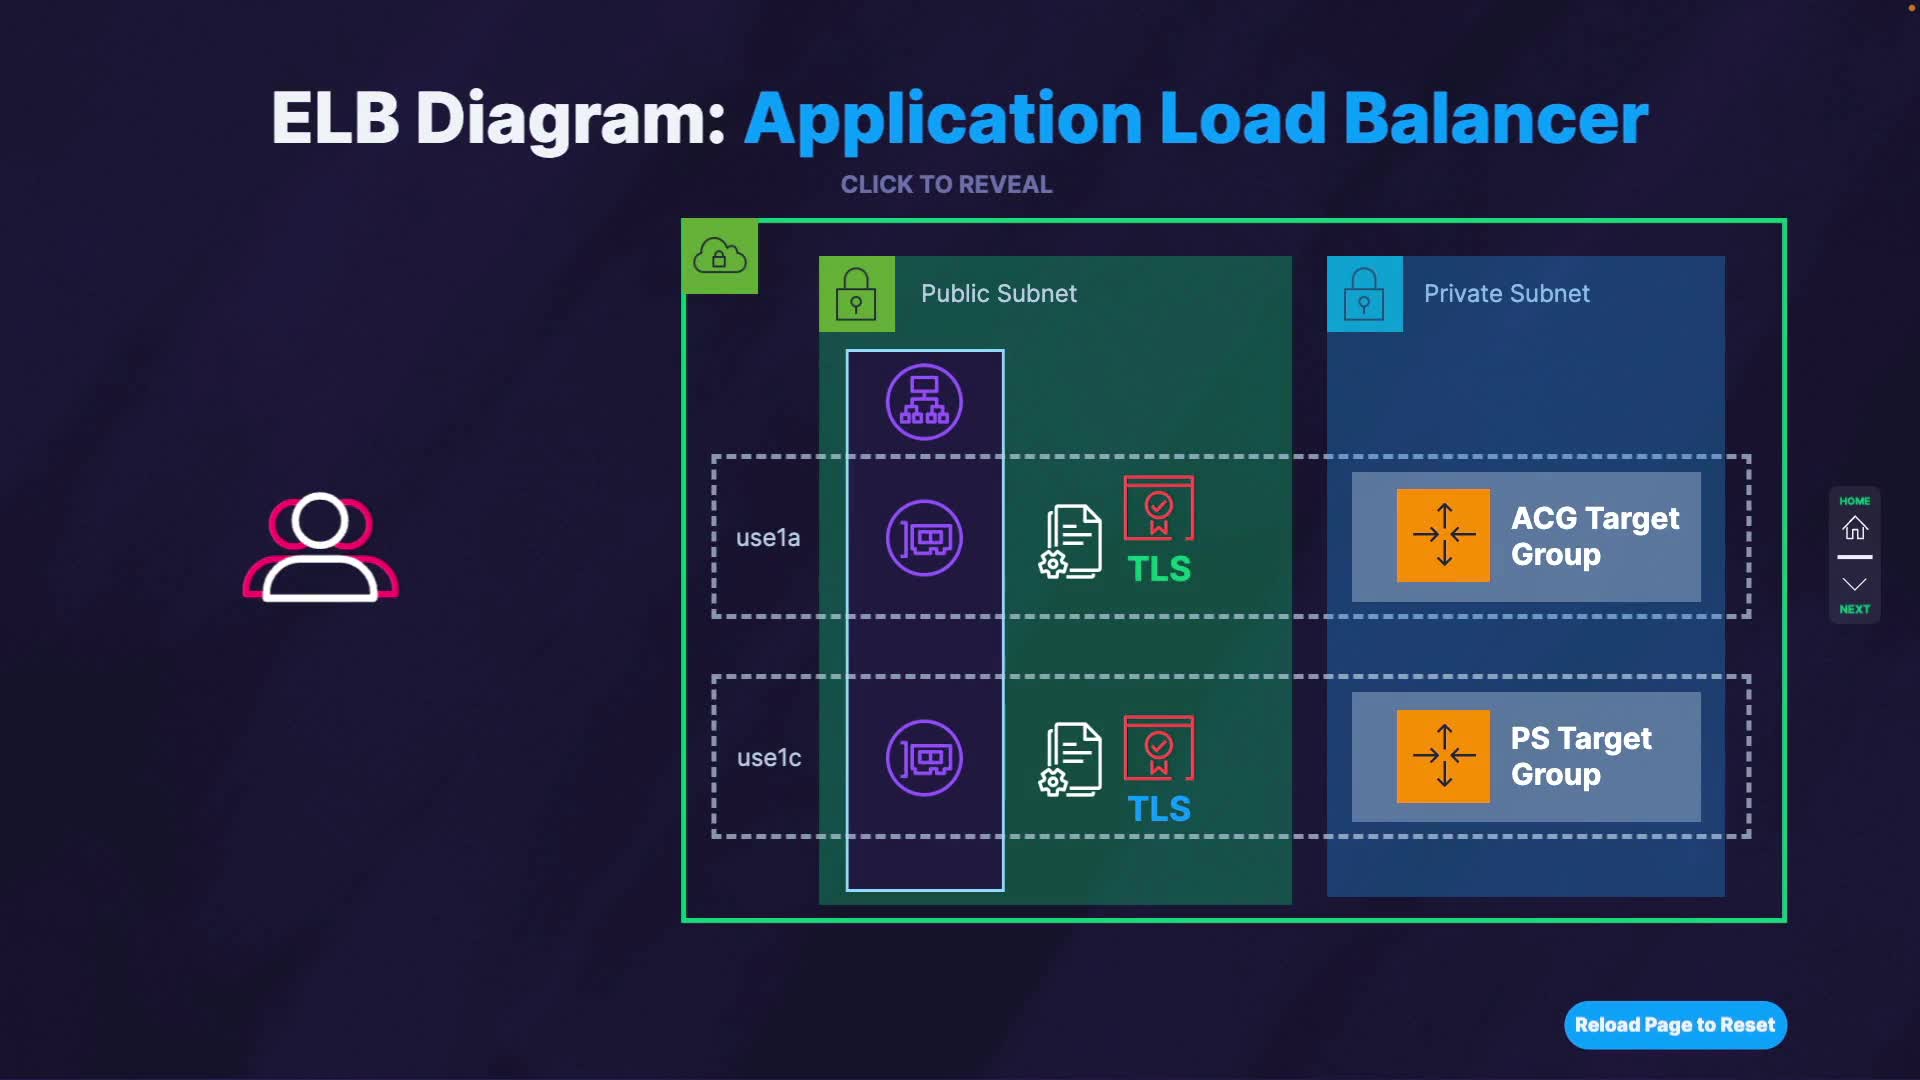 ELB Diagram: Application Load Balancer
CLICK TO REVEAL
Public Subnet
Private Subnet
use1a
TLS
ACG Target
Group
use1c
TLS
PS Target
Group
HOME
NEXT
Reload Page to Reset